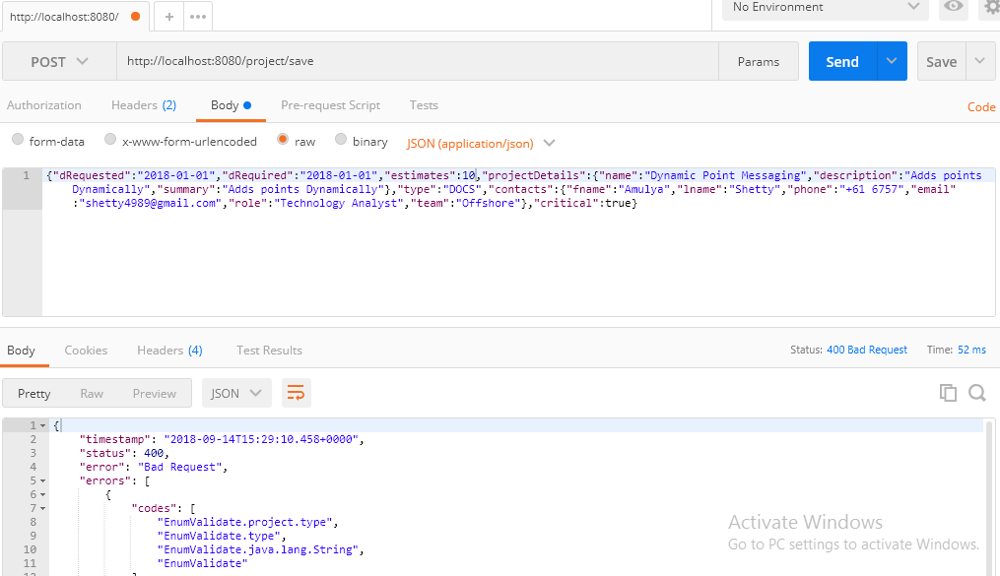 http://localhost:8080/ + ••• No Environment
POST http://localhost:8080/project/save Params Send Save
Authorization Headers (2) Body Pre-request Script Tests Code
form-data x-www-form-urlencoded raw binary JSON (application/json)
1 {"dRequested":"2018-01-01","dRequired":"2018-01-01","estimates":10,"projectDetails":{"name":"Dynamic Point Messaging","description":"Adds points
Dynamically","summary":"Adds points Dynamically"},"type":"DOCS","contacts":{"fname":"Amulya","lname":"Shetty","phone":"+61 6757","email"
:"shetty4989@gmail.com","role":"Technology Analyst","team":"Offshore"},"critical":true}
Body Cookies Headers (4) Test Results Status: 400 Bad Request Time: 52 ms
Pretty Raw Preview JSON
1 {
2 "timestamp": "2018-09-14T15:29:10.458+0000",
3 "status": 400,
4 "error": "Bad Request",
5 "errors": [
6 {
7 "codes": [
8 "EnumValidate.project.type",
9 "EnumValidate.type",
10 "EnumValidate.java.lang.String",
11 "EnumValidate"
Activate Windows
Go to PC settings to activate Windows.